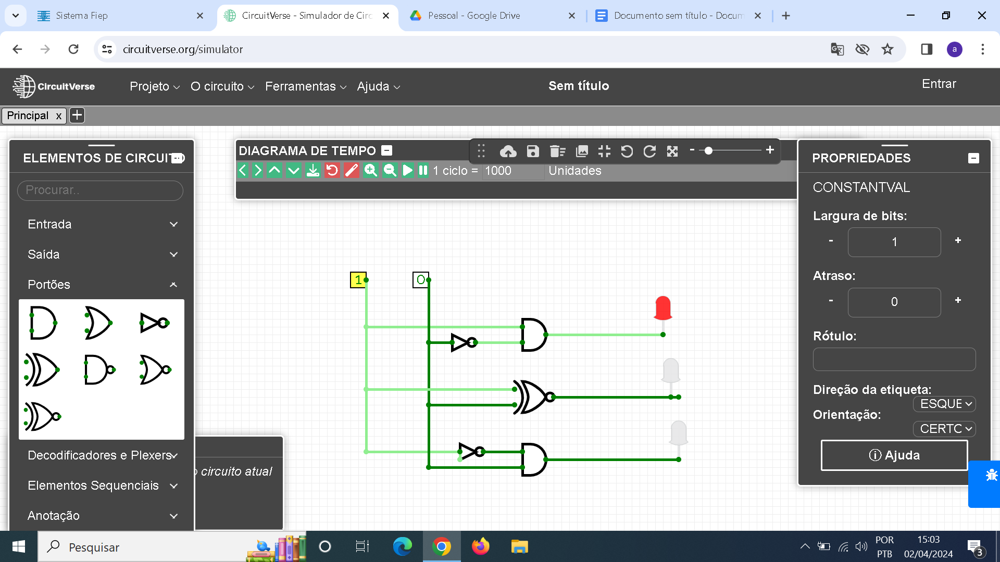 Sistema Fiep
CircuitVerse - Simulador de Circ
Pessoal - Google Drive
Documento sem título - Docum
circuitverse.org/simulator
a
CircuitVerse
Projeto
O circuito
Ferramentas
Ajuda
Sem título
Entrar
Principal x
ELEMENTOS DE CIRCUITO
Procurar..
Entrada
Saída
Portões
Decodificadores e Plexers
Elementos Sequenciais
Anotação
DIAGRAMA DE TEMPO
1 ciclo = 1000 Unidades
1
0
circuito atual
PROPRIEDADES
CONSTANTVAL
Largura de bits:
- 1 +
Atraso:
- 0 +
Rótulo:
Direção da etiqueta:
ESQUE
Orientação:
CERTO
Ajuda
Pesquisar
POR
PTB
15:03
02/04/2024
3